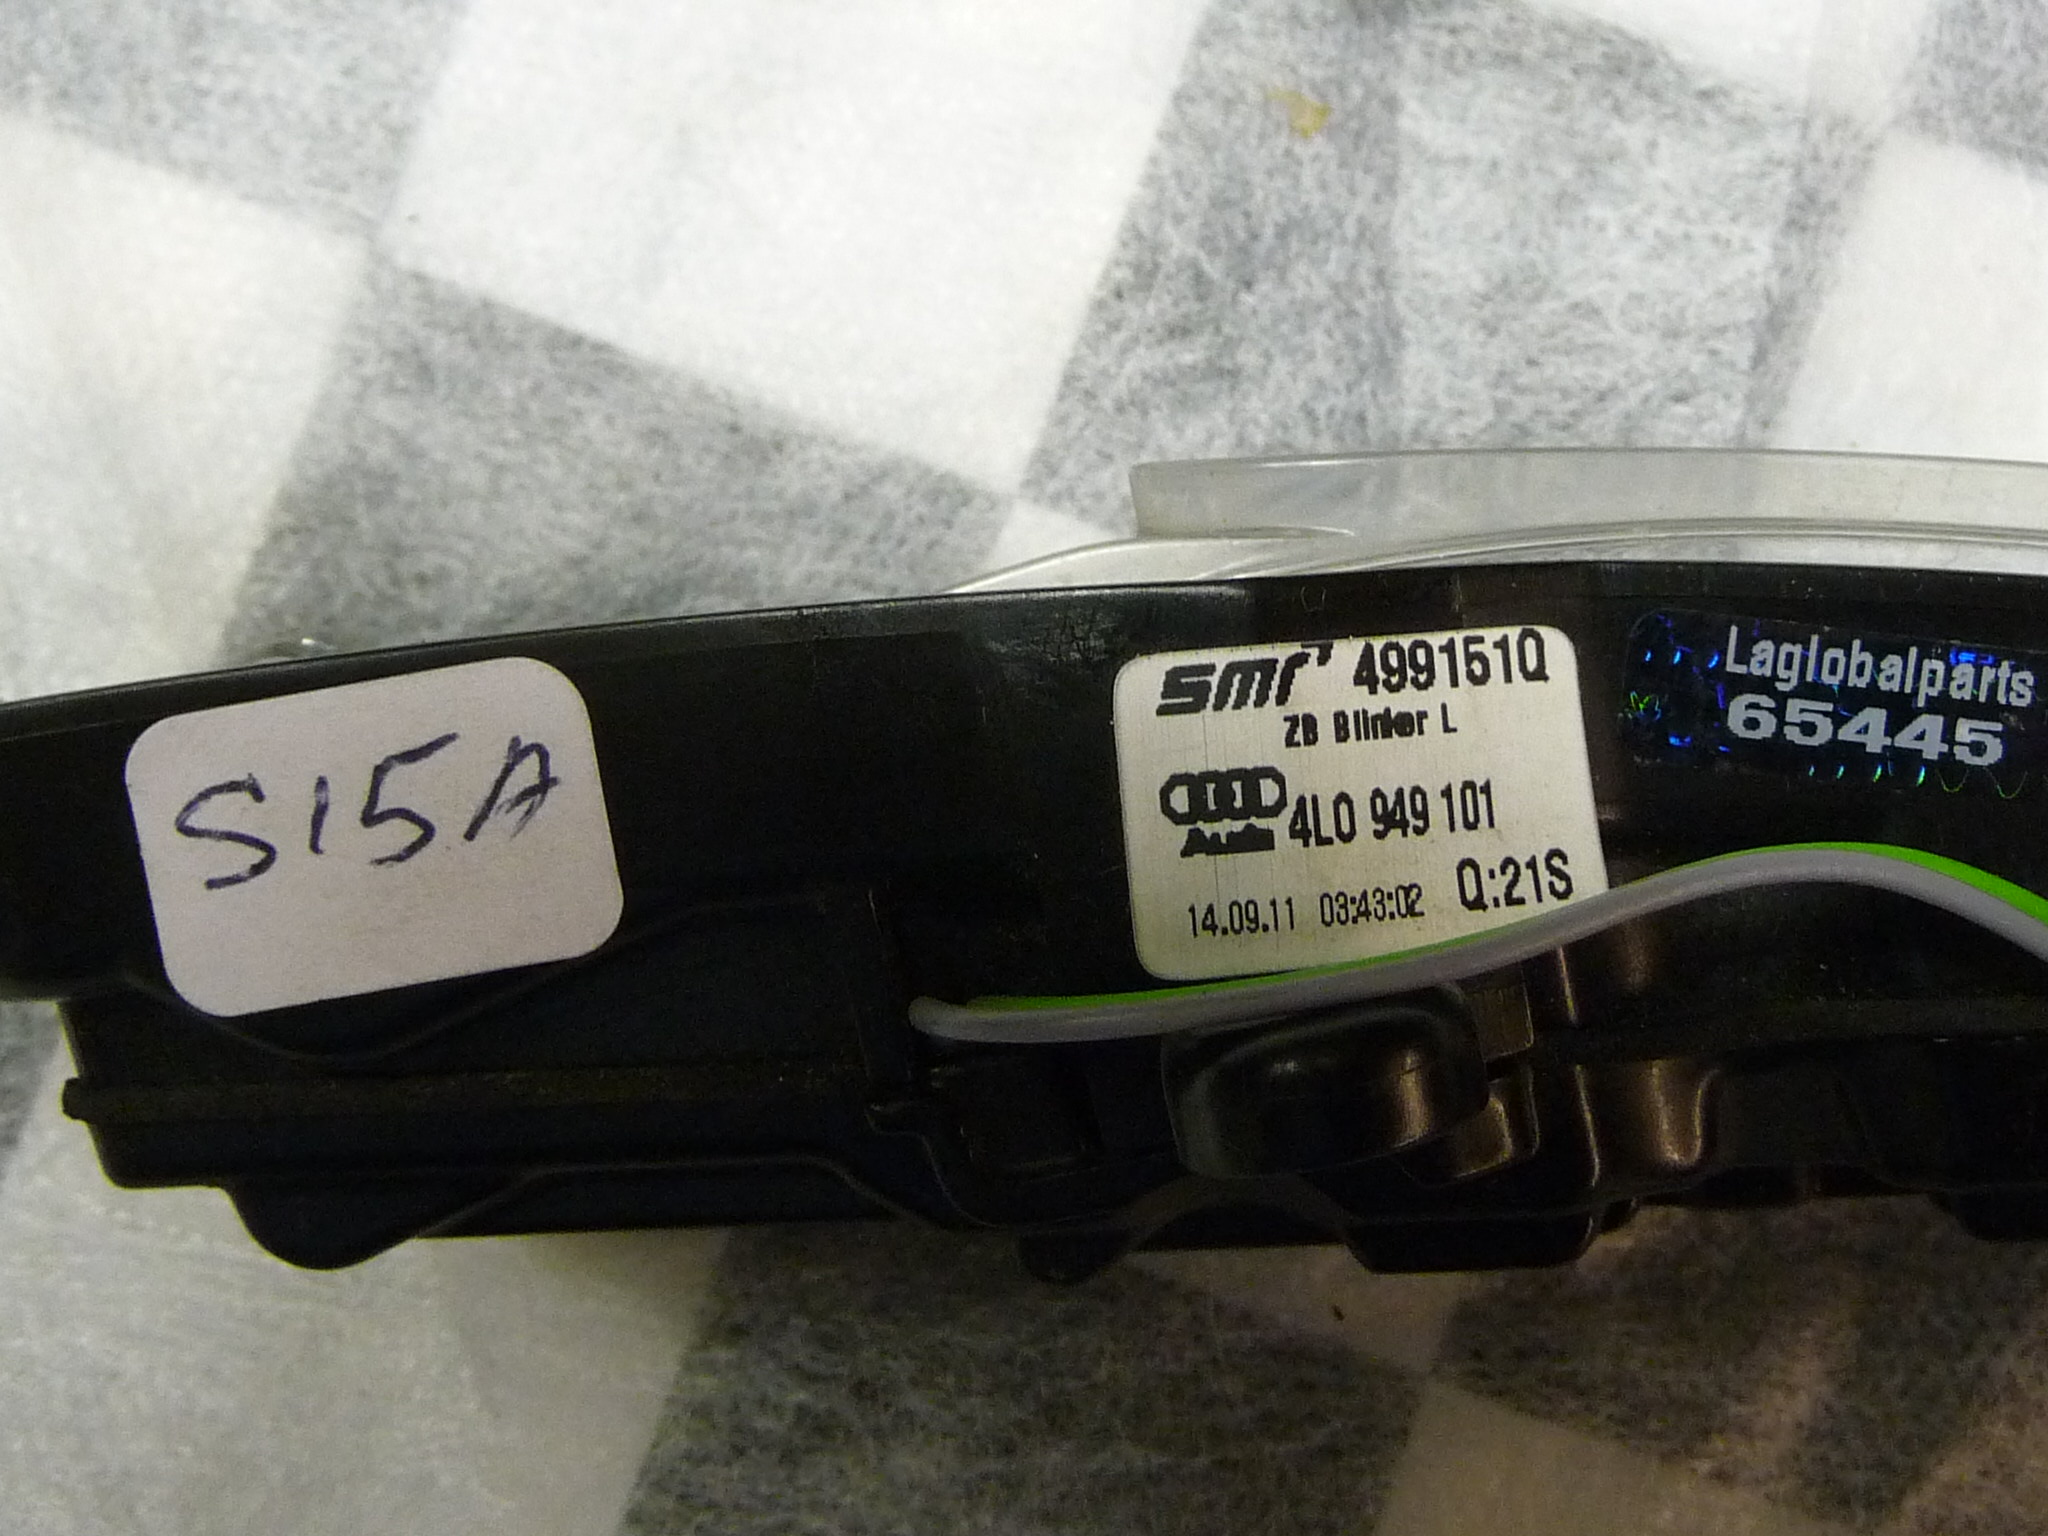 S15A
smr 499151Q
ZB Blinker L
Audi 4L0 949 101
14.09.11 03:43:02 Q:21S
Laglobalparts
65445